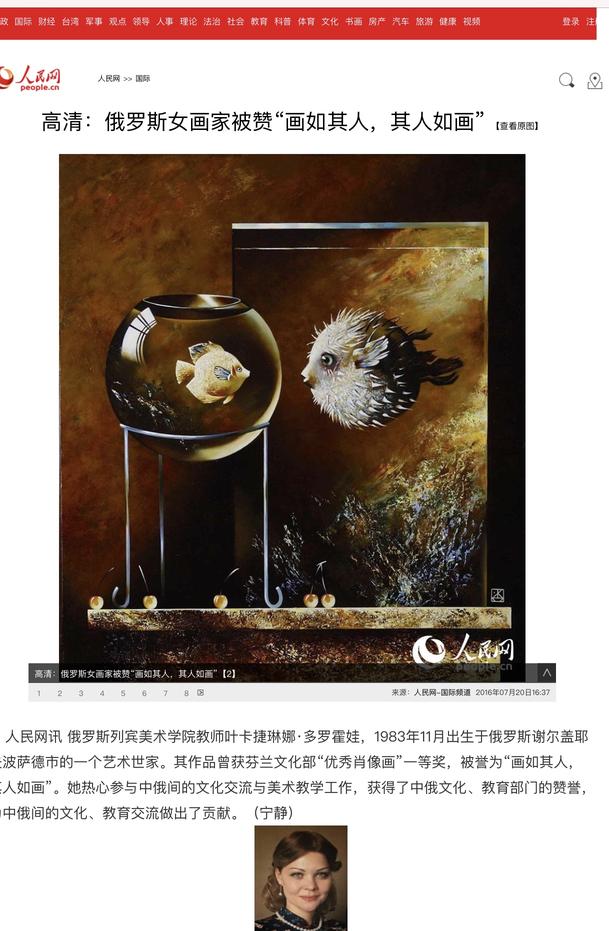 政 国际 财经 台湾 军事 观点 领导 人事 理论 法治 社会 教育 科普 体育 文化 书画 房产 汽车 旅游 健康 视频 登录
人民网
people.cn
人民网 >> 国际
高清：俄罗斯女画家被赞“画如其人，其人如画” 【查看原图】
人民网
people.cn
高清：俄罗斯女画家被赞“画如其人，其人如画”【2】
1 2 3 4 5 6 7 8
来源：人民网-国际频道 2016年07月20日16:37
人民网讯 俄罗斯列宾美术学院教师叶卡捷琳娜·多罗霍娃，1983年11月出生于俄罗斯谢尔盖耶
波萨德市的一个艺术世家。其作品曾获芬兰文化部“优秀肖像画”一等奖，被誉为“画如其人，
人如画”。她热心参与中俄间的文化交流与美术教学工作，获得了中俄文化、教育部门的赞誉，
中俄间的文化、教育交流做出了贡献。（宁静）